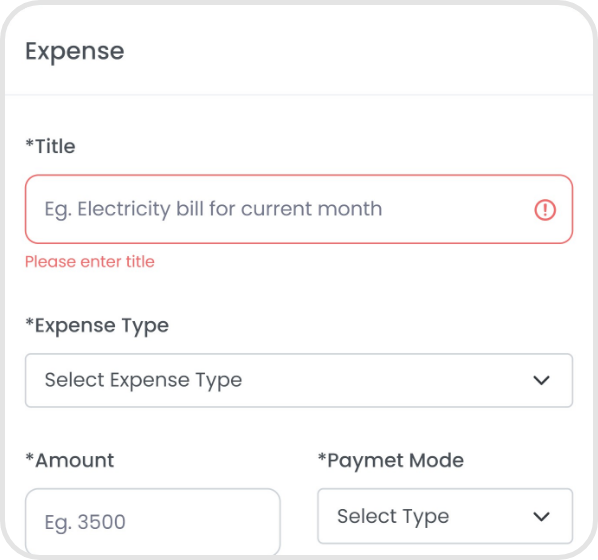 Expense
*Title
Eg. Electricity bill for current month
Please enter title
*Expense Type
Select Expense Type
*Amount
*Paymet Mode
Eg. 3500
Select Type